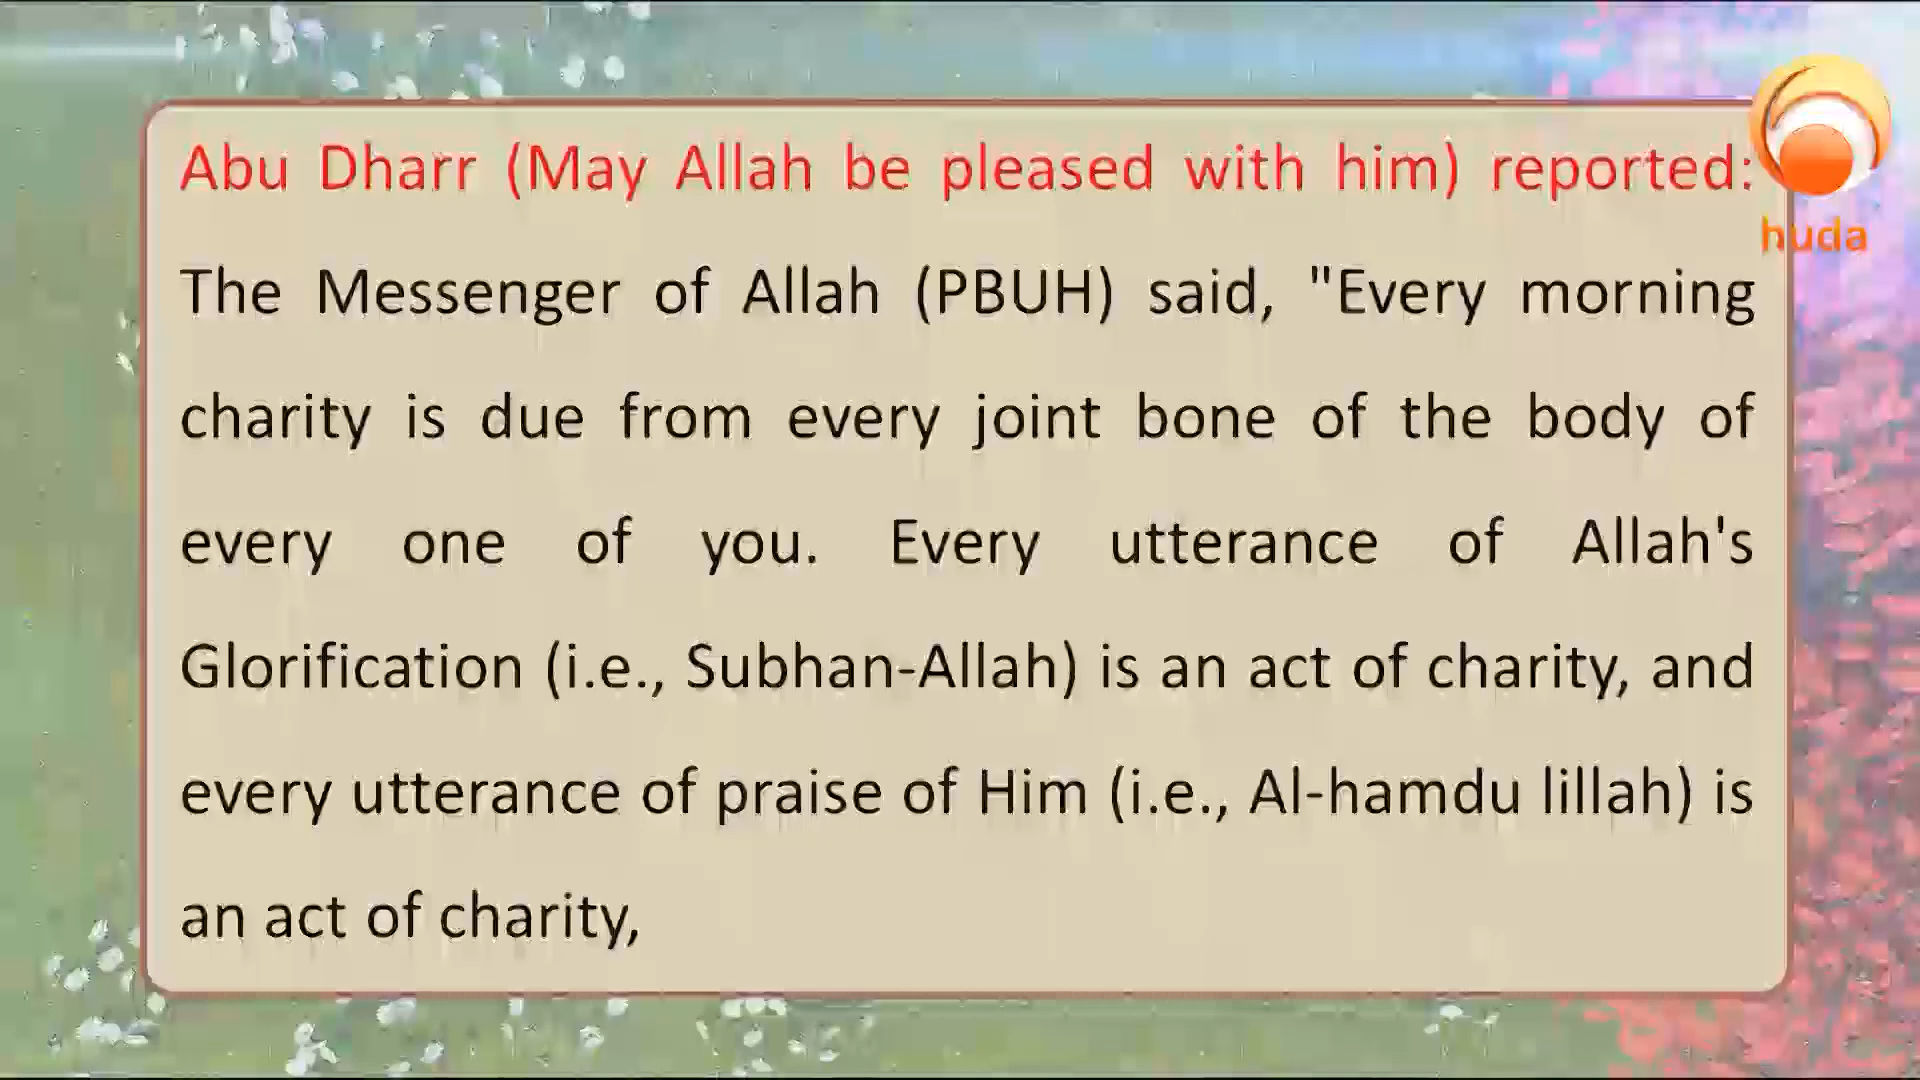 Abu Dharr (May Allah be pleased with him) reported:
The Messenger of Allah (PBUH) said, "Every morning
charity is due from every joint bone of the body of
every one of you. Every utterance of Allah's
Glorification (i.e., Subhan-Allah) is an act of charity, and
every utterance of praise of Him (i.e., Al-hamdu lillah) is
an act of charity,
huda